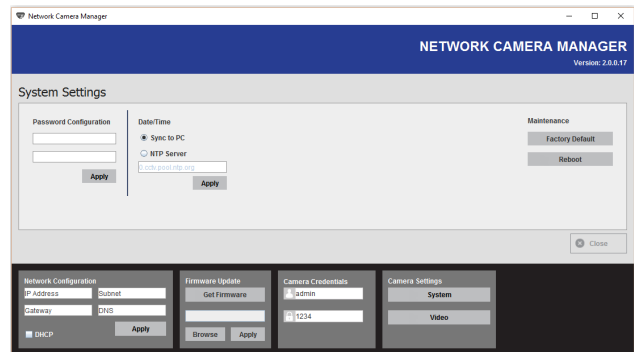 Network Camera Manager
NETWORK CAMERA MANAGER
Version: 2.0.0.17
System Settings
Password Configuration
Apply
Date/Time
Sync to PC
NTP Server
0.cctv.pool.ntp.org
Apply
Maintenance
Factory Default
Reboot
Close
Network Configuration
IP Address Subnet
Gateway DNS
DHCP Apply
Firmware Update
Get Firmware
Browse Apply
Camera Credentials
admin
1234
Camera Settings
System
Video